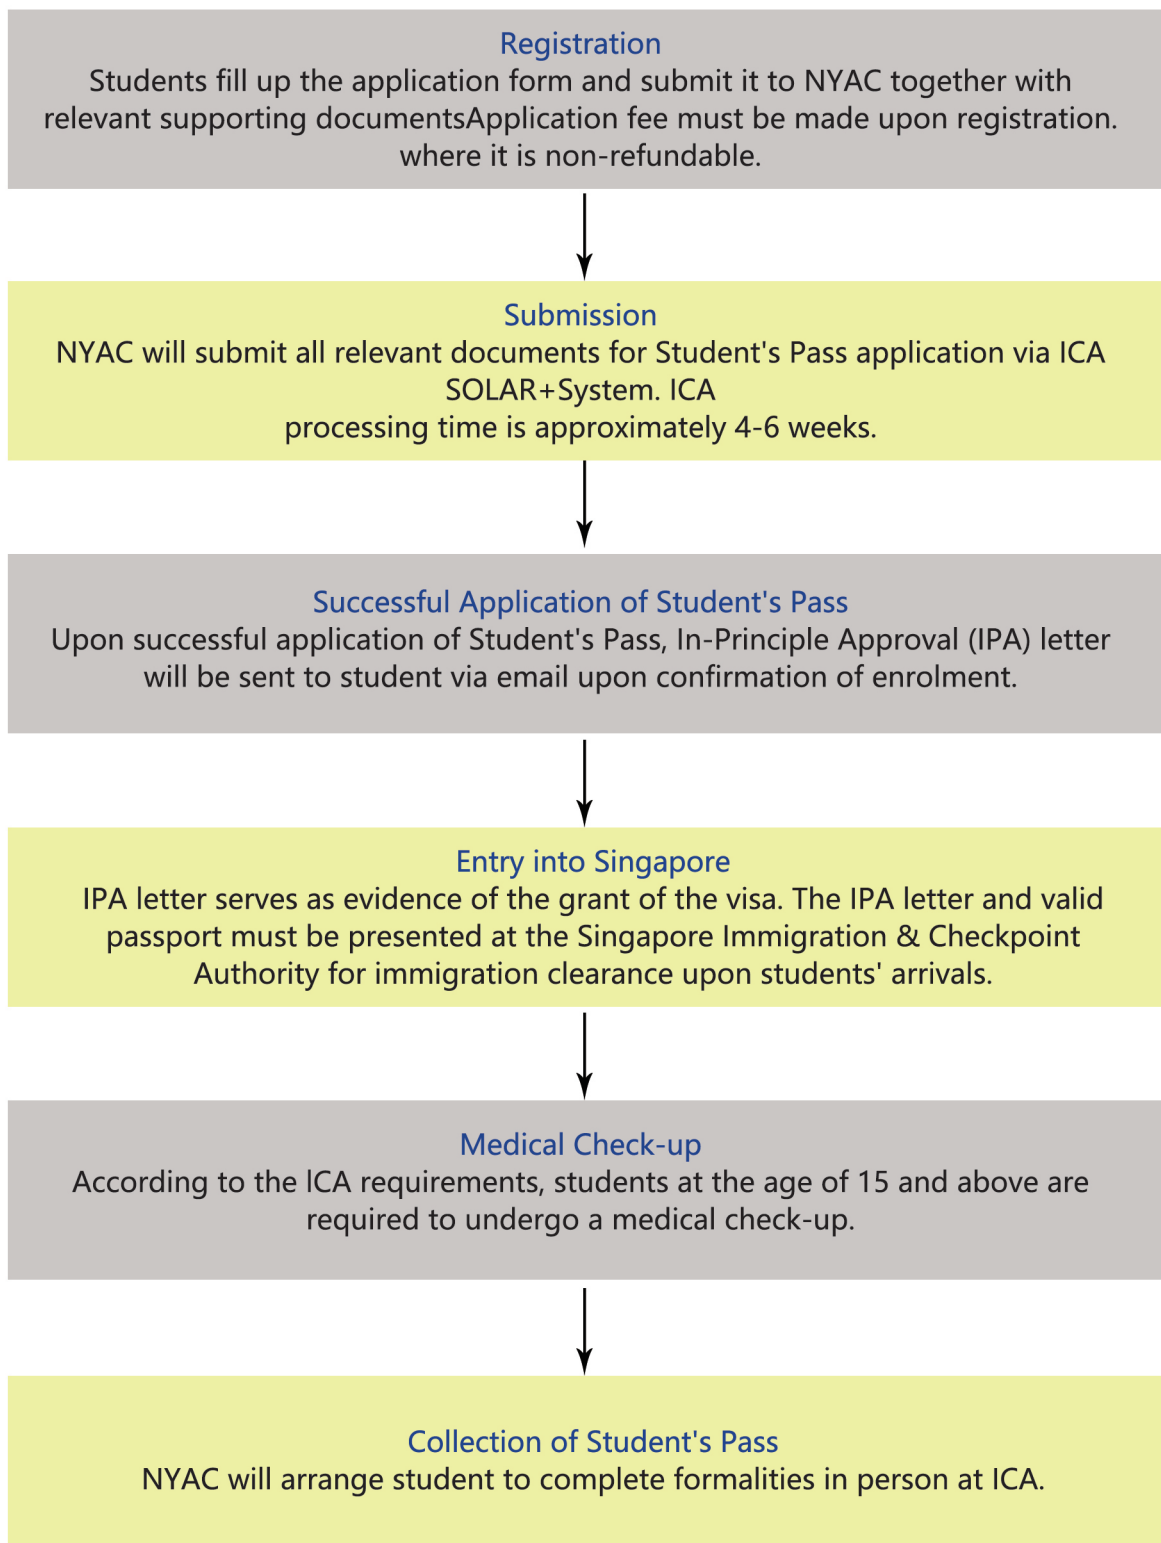 Registration
Students fill up the application form and submit it to NYAC together with
relevant supporting documentsApplication fee must be made upon registration.
where it is non-refundable.
Submission
NYAC will submit all relevant documents for Student's Pass application via ICA
SOLAR+System. ICA
processing time is approximately 4-6 weeks.
Successful Application of Student's Pass
Upon successful application of Student's Pass, In-Principle Approval (IPA) letter
will be sent to student via email upon confirmation of enrolment.
Entry into Singapore
IPA letter serves as evidence of the grant of the visa. The IPA letter and valid
passport must be presented at the Singapore Immigration & Checkpoint
Authority for immigration clearance upon students' arrivals.
Medical Check-up
According to the lCA requirements, students at the age of 15 and above are
required to undergo a medical check-up.
Collection of Student's Pass
NYAC will arrange student to complete formalities in person at ICA.